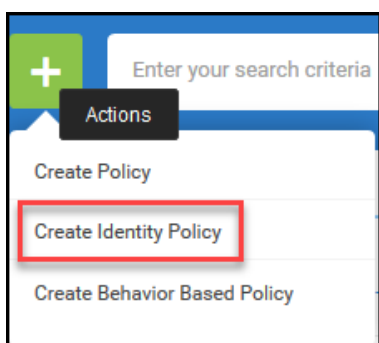 Enter your search criteria
Actions
Create Policy
Create Identity Policy
Create Behavior Based Policy